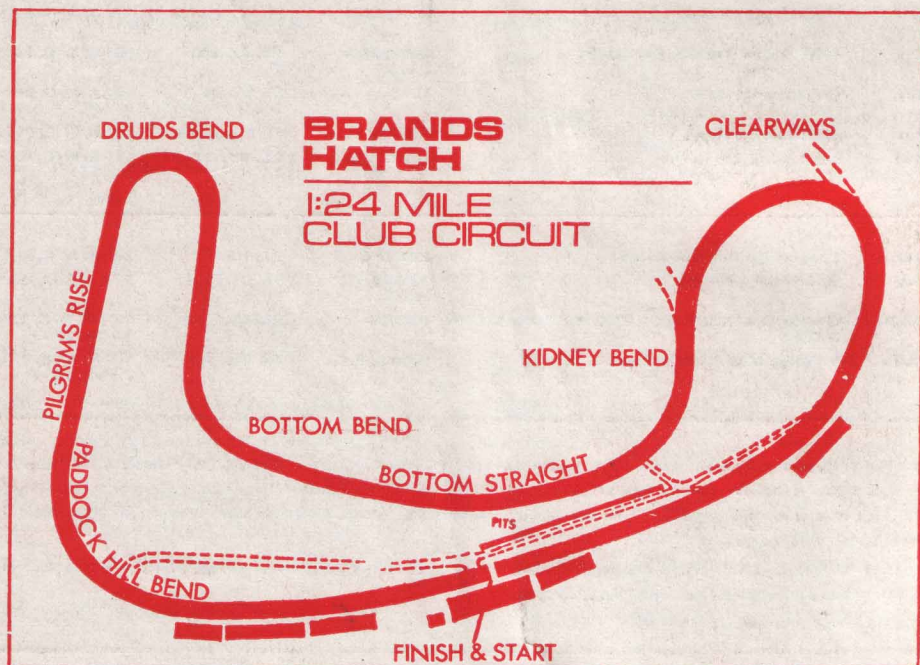 DRUIDS BEND
BRANDS
HATCH
CLEARWAYS
1:24 MILE
CLUB CIRCUIT
PILGRIM'S RISE
KIDNEY BEND
BOTTOM BEND
PADDOCK HILL BEND
BOTTOM STRAIGHT
PITS
FINISH & START